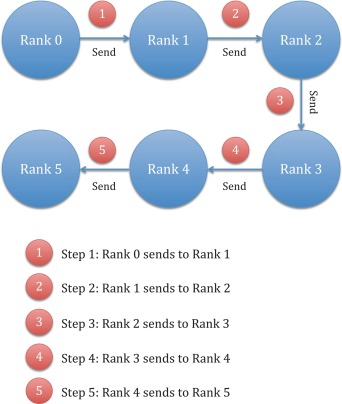 Rank 0
1
Send
Rank 1
2
Send
Rank 2
3
Send
Rank 5
5
Send
Rank 4
4
Send
Rank 3
1 Step 1: Rank 0 sends to Rank 1
2 Step 2: Rank 1 sends to Rank 2
3 Step 3: Rank 2 sends to Rank 3
4 Step 4: Rank 3 sends to Rank 4
5 Step 5: Rank 4 sends to Rank 5